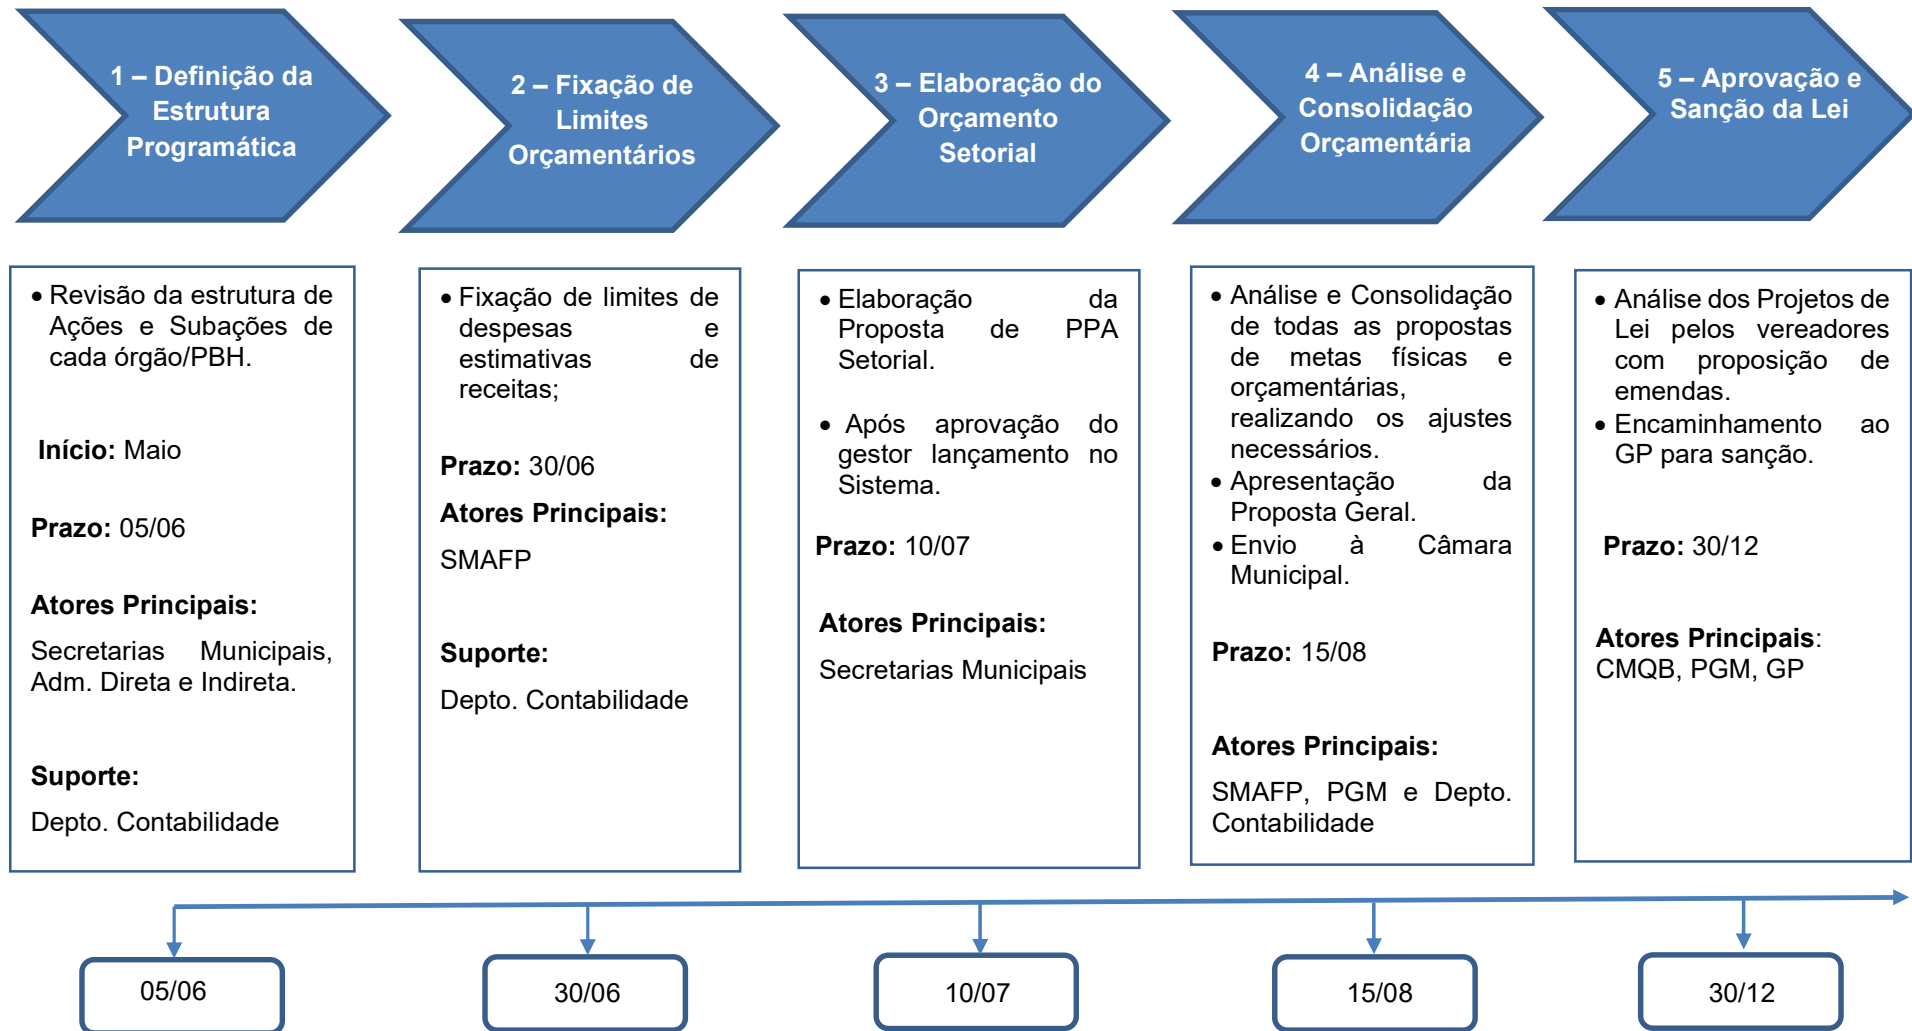 1 – Definição da
Estrutura
Programática
2 – Fixação de
Limites
Orçamentários
3 – Elaboração do
Orçamento
Setorial
4 – Análise e
Consolidação
Orçamentária
5 – Aprovação e
Sanção da Lei
• Revisão da estrutura de
Ações e Subações de
cada órgão/PBH.
Início: Maio
Prazo: 05/06
Atores Principais:
Secretarias Municipais,
Adm. Direta e Indireta.
Suporte:
Depto. Contabilidade
• Fixação de limites de
despesas e
estimativas de
receitas;
Prazo: 30/06
Atores Principais:
SMAFP
Suporte:
Depto. Contabilidade
• Elaboração da
Proposta de PPA
Setorial.
• Após aprovação do
gestor lançamento no
Sistema.
Prazo: 10/07
Atores Principais:
Secretarias Municipais
• Análise e Consolidação
de todas as propostas
de metas físicas e
orçamentárias,
realizando os ajustes
necessários.
• Apresentação da
Proposta Geral.
• Envio à Câmara
Municipal.
Prazo: 15/08
Atores Principais:
SMAFP, PGM e Depto.
Contabilidade
• Análise dos Projetos de
Lei pelos vereadores
com proposição de
emendas.
• Encaminhamento ao
GP para sanção.
Prazo: 30/12
Atores Principais:
CMQB, PGM, GP
05/06
30/06
10/07
15/08
30/12